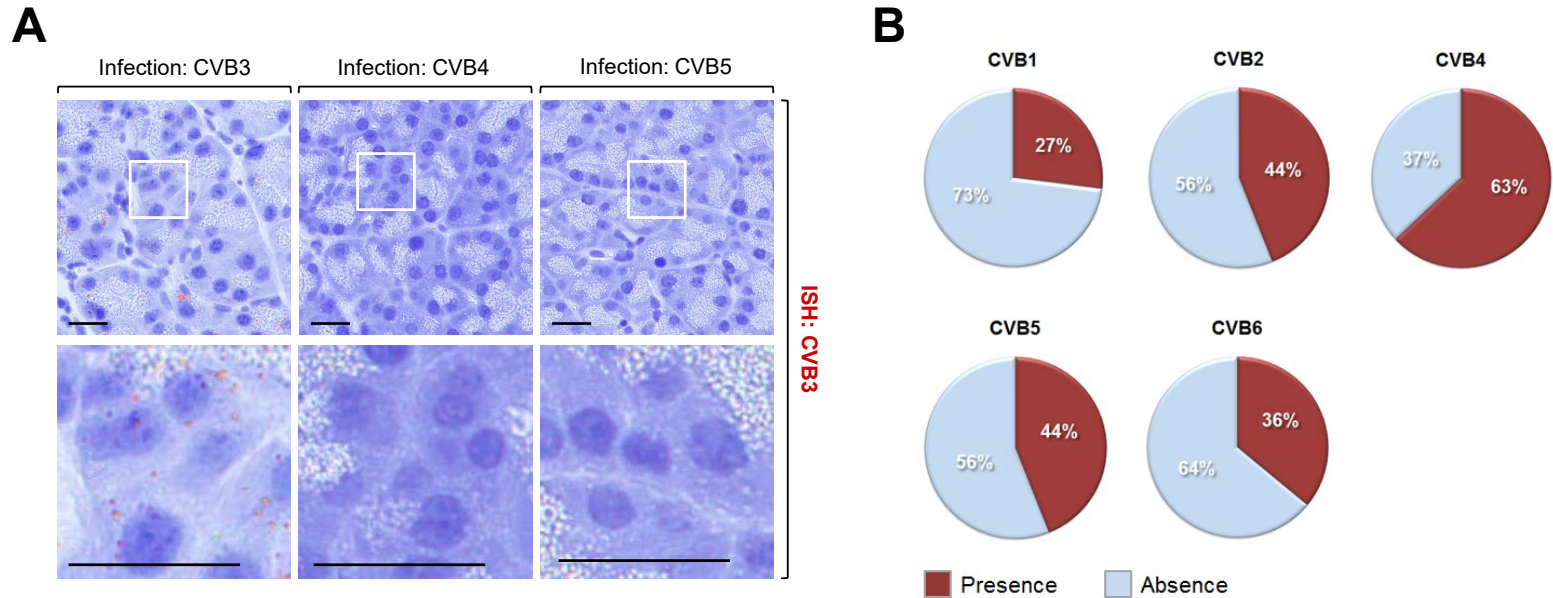 A
Infection: CVB3
Infection: CVB4
Infection: CVB5
ISH: CVB3
B
CVB1
CVB2
CVB4
27%
73%
44%
56%
37%
63%
CVB5
CVB6
44%
56%
36%
64%
Presence
Absence